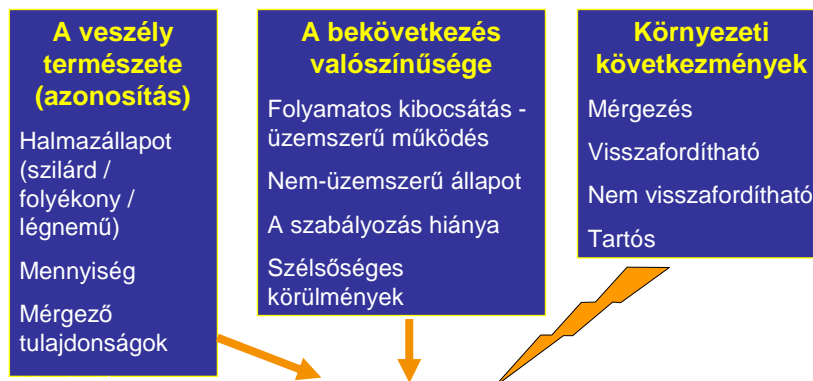 A veszély
természete
(azonosítás)
Halmazállapot
(szilárd /
folyékony /
légnemű)
Mennyiség
Mérgező
tulajdonságok
A bekövetkezés
valószínűsége
Folyamatos kibocsátás -
üzemszerű működés
Nem-üzemszerű állapot
A szabályozás hiánya
Szélsőséges
körülmények
Környezeti
következmények
Mérgezés
Visszafordítható
Nem visszafordítható
Tartós